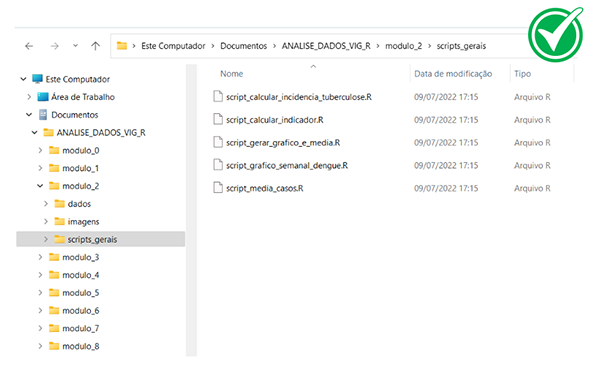 Este Computador > Documentos > ANALISE_DADOS_VIG_R > modulo_2 > scripts_gerais
Este Computador
Área de Trabalho
Documentos
ANALISE_DADOS_VIG_R
modulo_0
modulo_1
modulo_2
dados
imagens
scripts_gerais
modulo_3
modulo_4
modulo_5
modulo_6
modulo_7
modulo_8
Nome Data de modificação Tipo
script_calcular_incidencia_tuberculose.R 09/07/2022 17:15 Arquivo R
script_calcular_indicador.R 09/07/2022 17:15 Arquivo R
script_gerar_grafico_e_media.R 09/07/2022 17:15 Arquivo R
script_grafico_semanal_dengue.R 09/07/2022 17:15 Arquivo R
script_media_casos.R 09/07/2022 17:15 Arquivo R